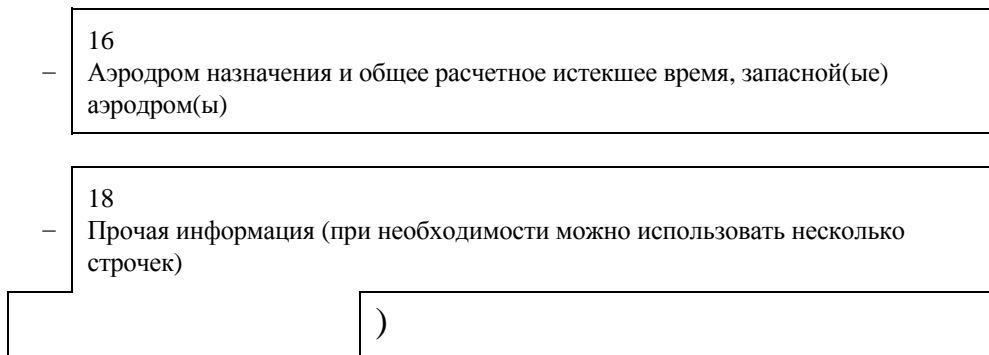 16
– Аэродром назначения и общее расчетное истекшее время, запасной(ые)
аэродром(ы)
18
– Прочая информация (при необходимости можно использовать несколько
строчек)
)